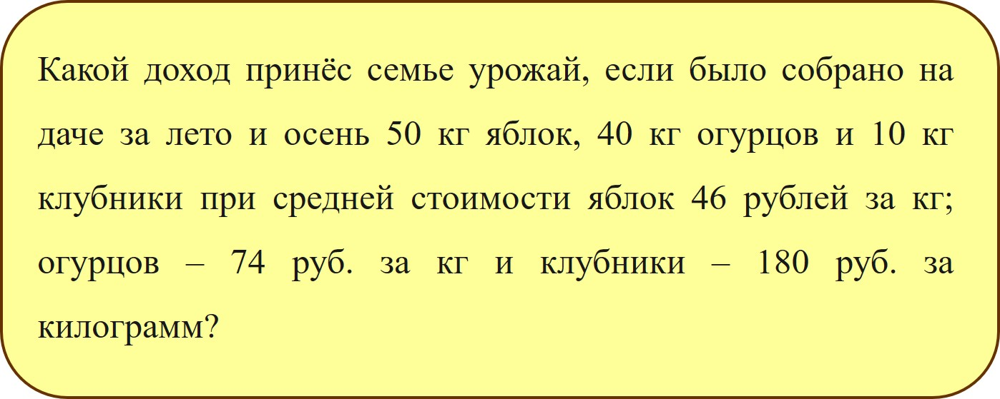 Какой доход принёс семье урожай, если было собрано на
даче за лето и осень 50 кг яблок, 40 кг огурцов и 10 кг
клубники при средней стоимости яблок 46 рублей за кг;
огурцов – 74 руб. за кг и клубники – 180 руб. за
килограмм?